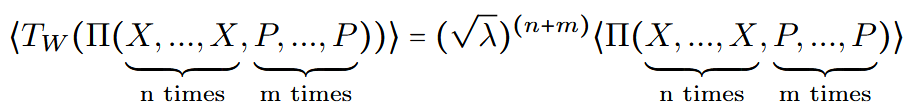 ⟨T_W(Π(X, ..., X, P, ..., P))⟩ = (√λ)^(n+m)⟨Π(X, ..., X, P, ..., P)⟩
n times m times n times m times